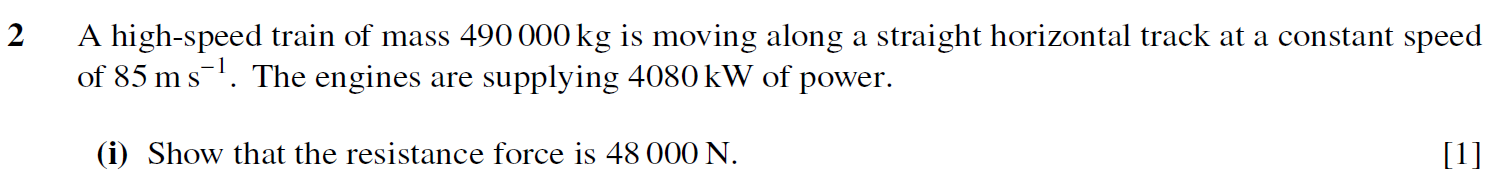 2 A high-speed train of mass 490 000 kg is moving along a straight horizontal track at a constant speed
of 85 m s⁻¹. The engines are supplying 4080 kW of power.
(i) Show that the resistance force is 48 000 N. [1]